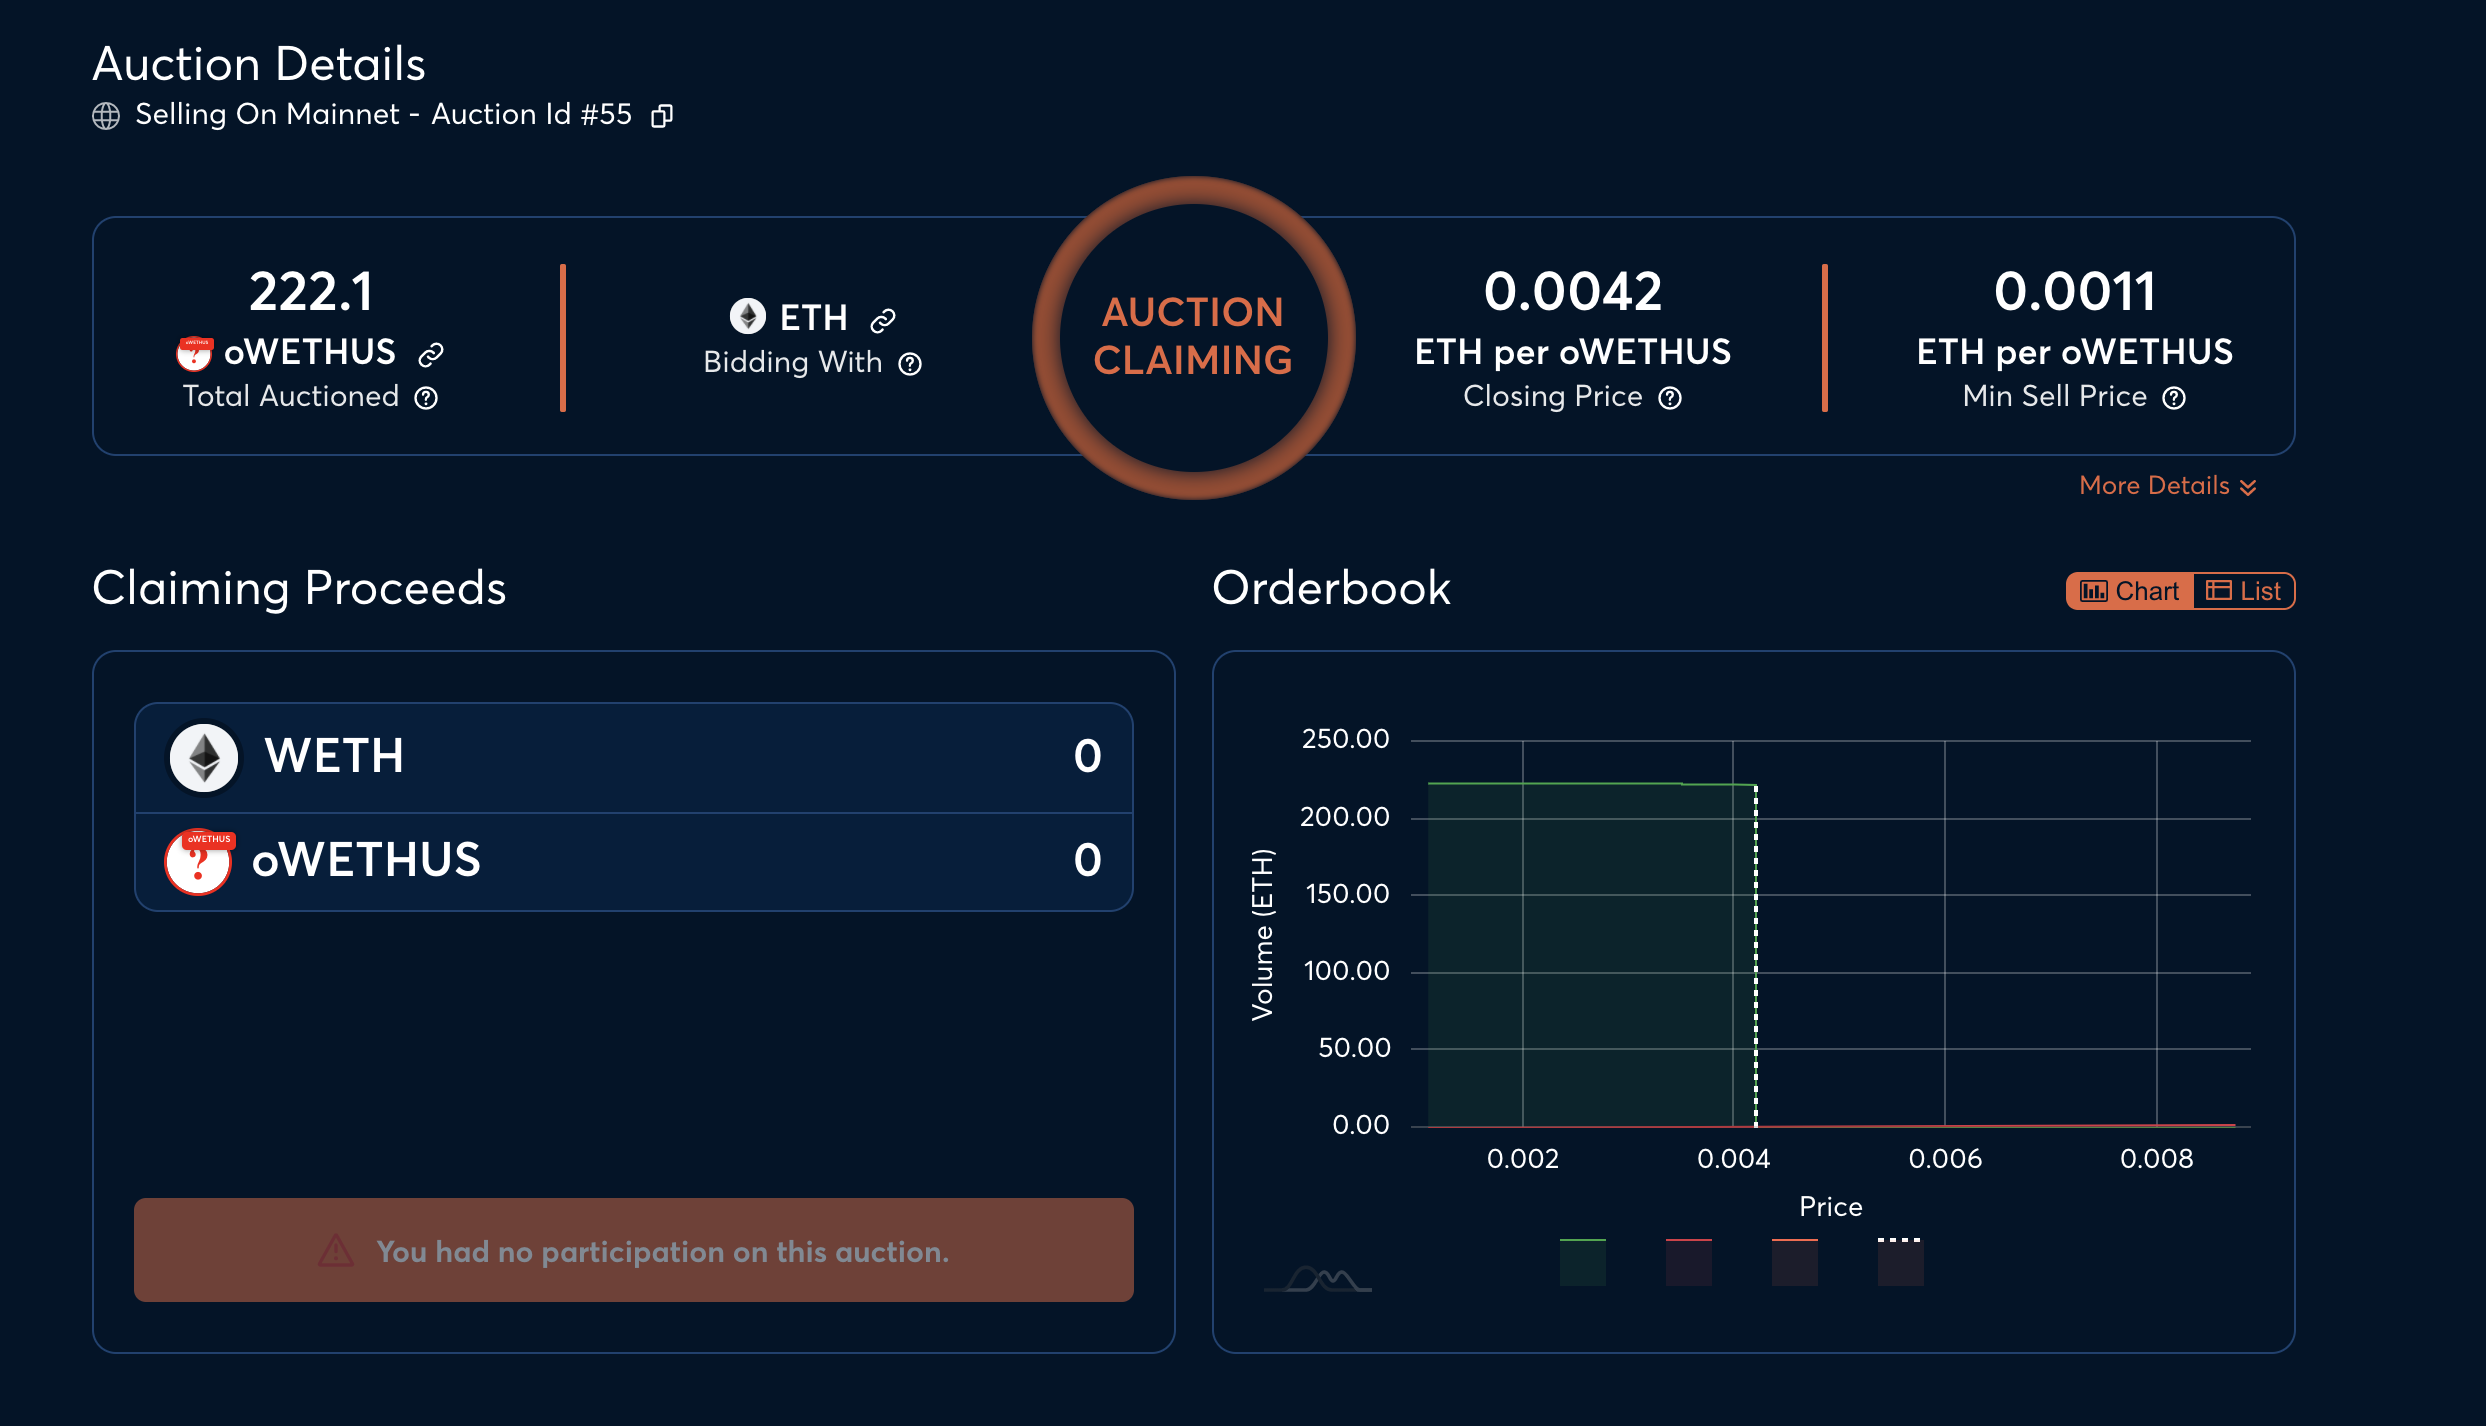 Auction Details
Selling On Mainnet - Auction Id #55
222.1
oWETHUS
Total Auctioned
ETH
Bidding With
AUCTION
CLAIMING
0.0042
ETH per oWETHUS
Closing Price
0.0011
ETH per oWETHUS
Min Sell Price
More Details
Claiming Proceeds
WETH 0
oWETHUS
oWETHUS 0
You had no participation on this auction.
Orderbook
Chart List
Volume (ETH)
250.00
200.00
150.00
100.00
50.00
0.00
0.002 0.004 0.006 0.008
Price